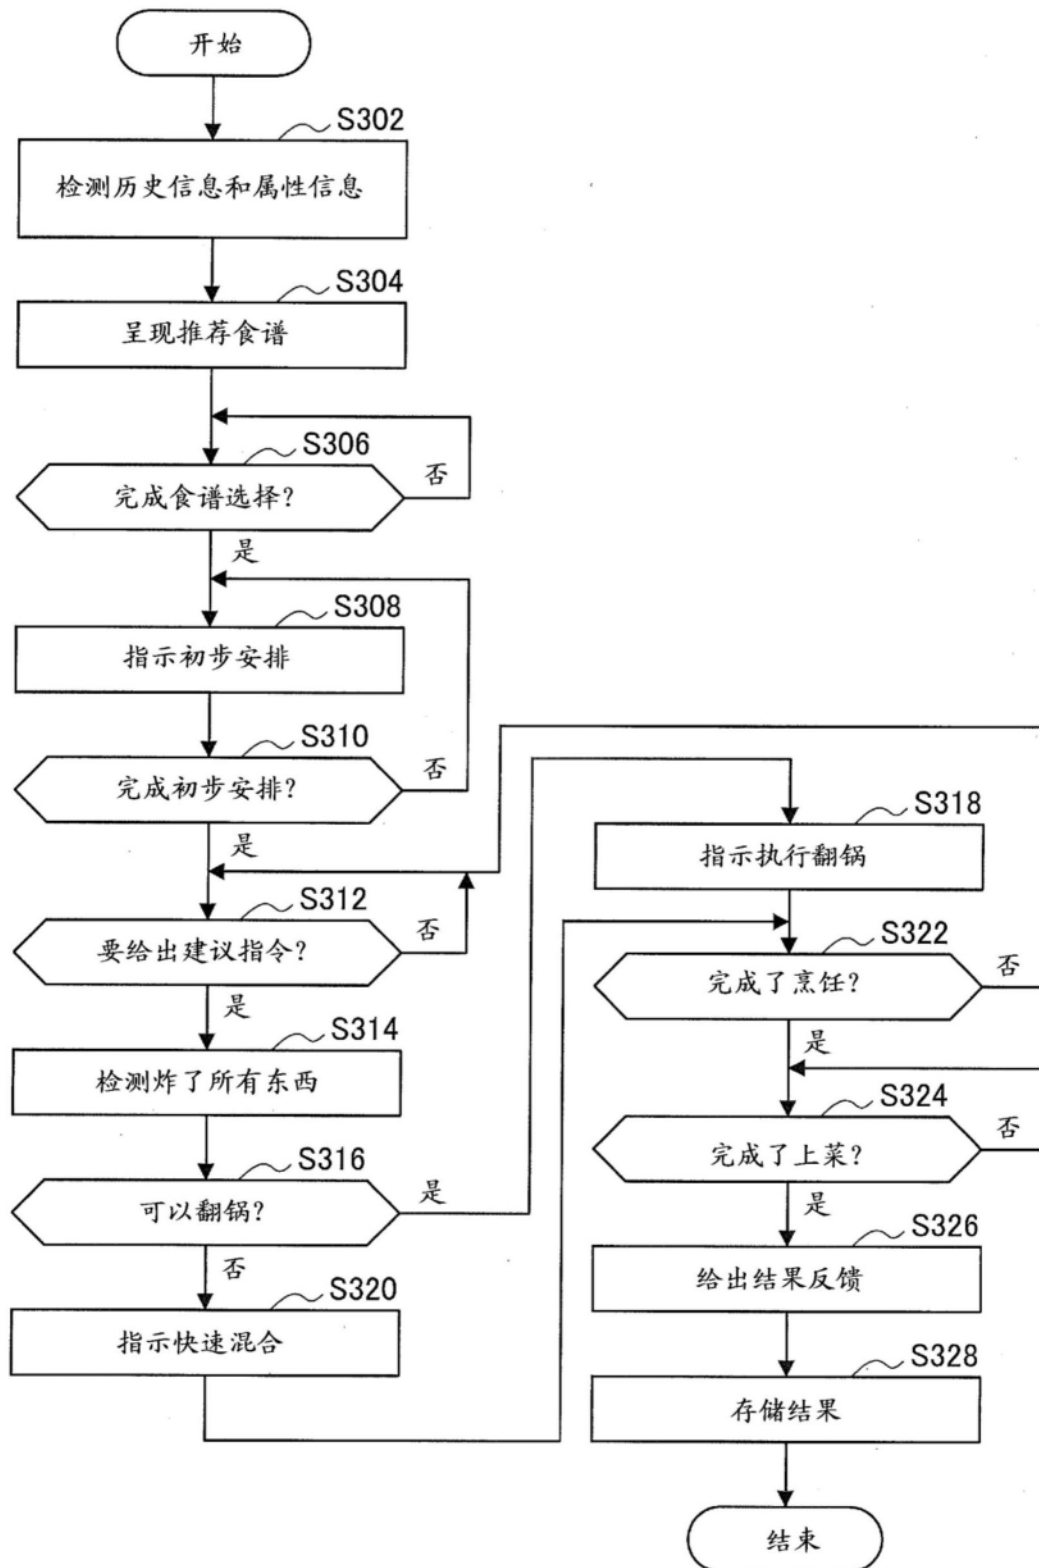 开始
S302
检测历史信息和属性信息
S304
呈现推荐食谱
S306
完成食谱选择?
否
是
S308
指示初步安排
S310
完成初步安排?
否
是
S312
要给出建议指令?
否
是
S314
检测炸了所有东西
S316
可以翻锅?
是
否
S320
指示快速混合
S318
指示执行翻锅
S322
完成了烹饪?
否
是
S324
完成了上菜?
否
是
S326
给出结果反馈
S328
存储结果
结束